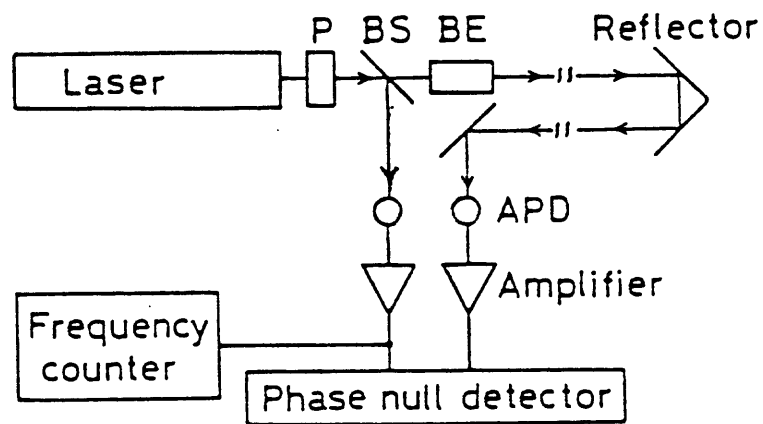 P BS BE Reflector
Laser
APD
Amplifier
Frequency
counter
Phase null detector